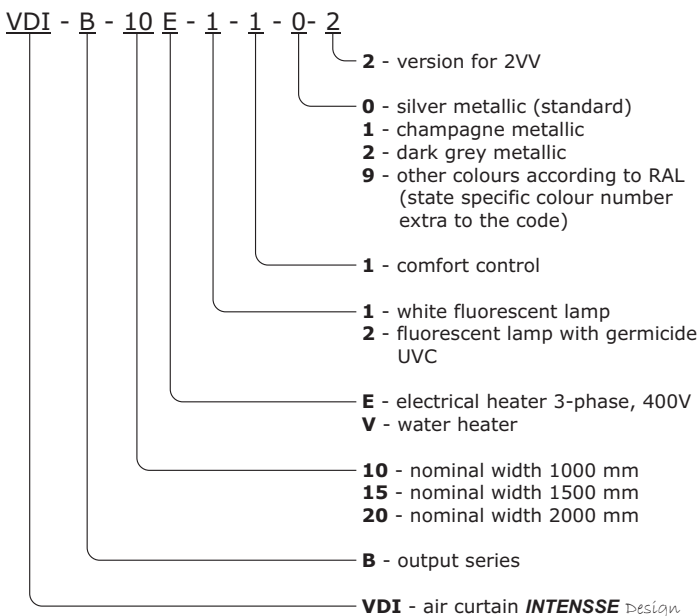 VDI - B - 10 E - 1 - 1 - 0- 2
2 - version for 2VV
0 - silver metallic (standard)
1 - champagne metallic
2 - dark grey metallic
9 - other colours according to RAL
(state specific colour number
extra to the code)
1 - comfort control
1 - white fluorescent lamp
2 - fluorescent lamp with germicide
UVC
E - electrical heater 3-phase, 400V
V - water heater
10 - nominal width 1000 mm
15 - nominal width 1500 mm
20 - nominal width 2000 mm
B - output series
VDI - air curtain INTENSSE Design